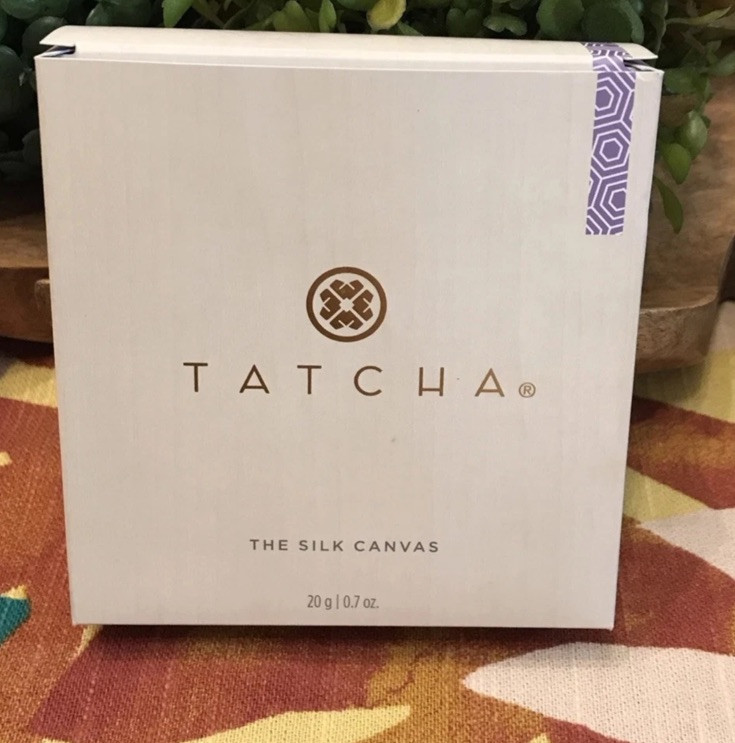 TATCHA®
THE SILK CANVAS
20 g | 0.7 oz.